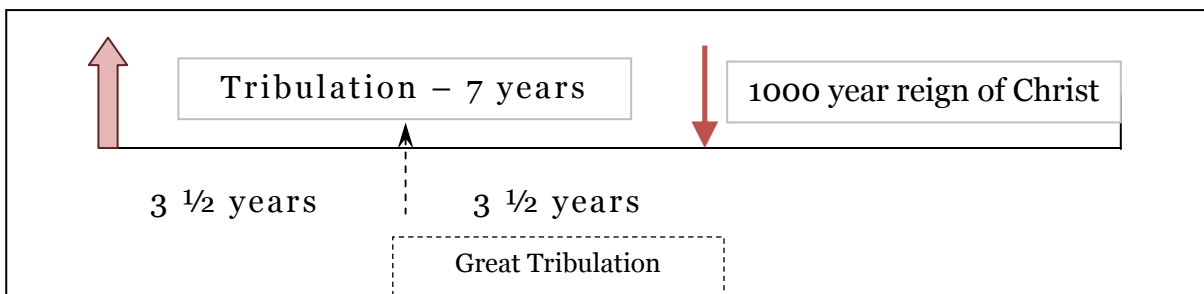 Tribulation – 7 years
1000 year reign of Christ
3 ½ years
3 ½ years
Great Tribulation